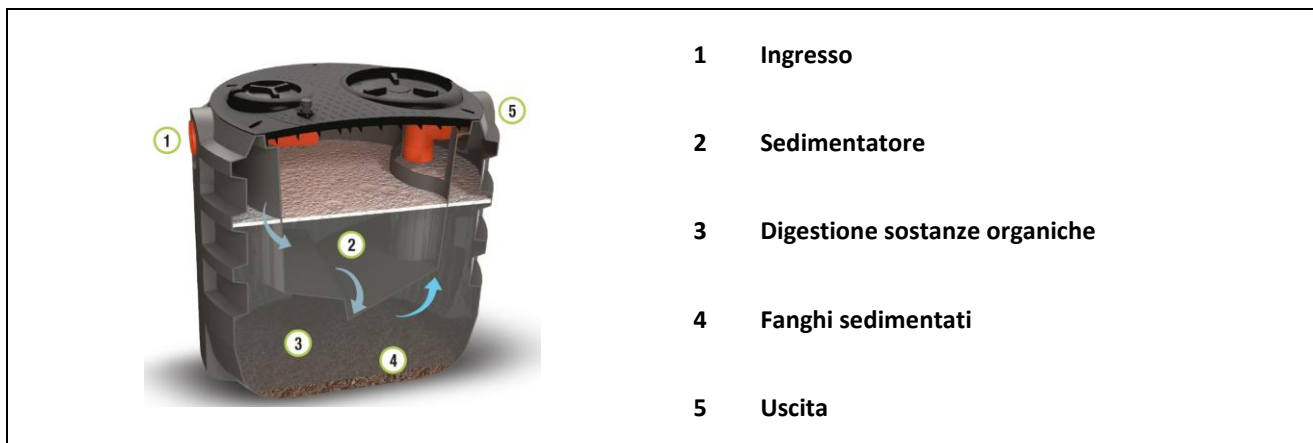 1 Ingresso
2 Sedimentatore
3 Digestione sostanze organiche
4 Fanghi sedimentati
5 Uscita
1
5
2
3
4